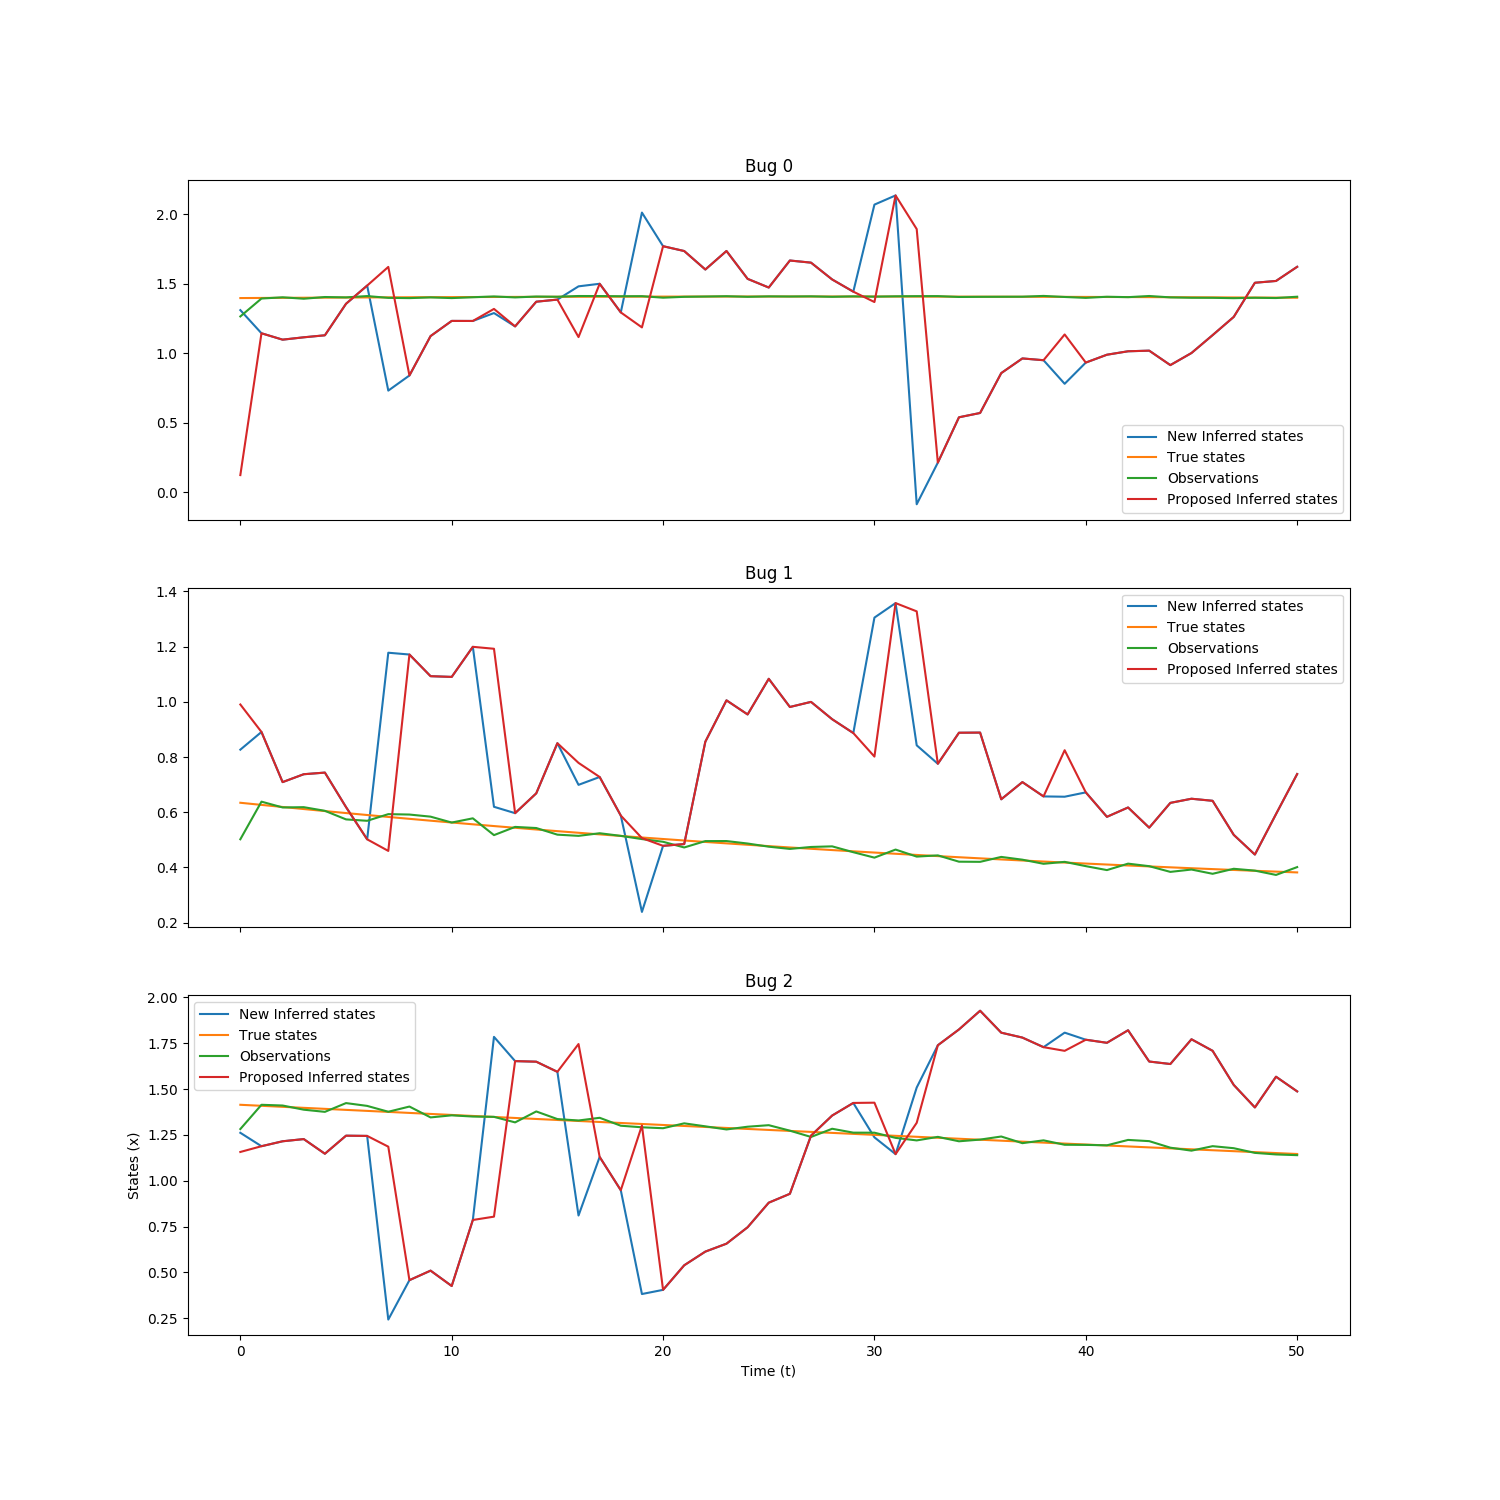 Bug 0
2.0
1.5
1.0
0.5
0.0
New Inferred states
True states
Observations
Proposed Inferred states
Bug 1
1.4
1.2
1.0
0.8
0.6
0.4
0.2
New Inferred states
True states
Observations
Proposed Inferred states
Bug 2
States (x)
2.00
1.75
1.50
1.25
1.00
0.75
0.50
0.25
New Inferred states
True states
Observations
Proposed Inferred states
0 10 20 30 40 50
Time (t)